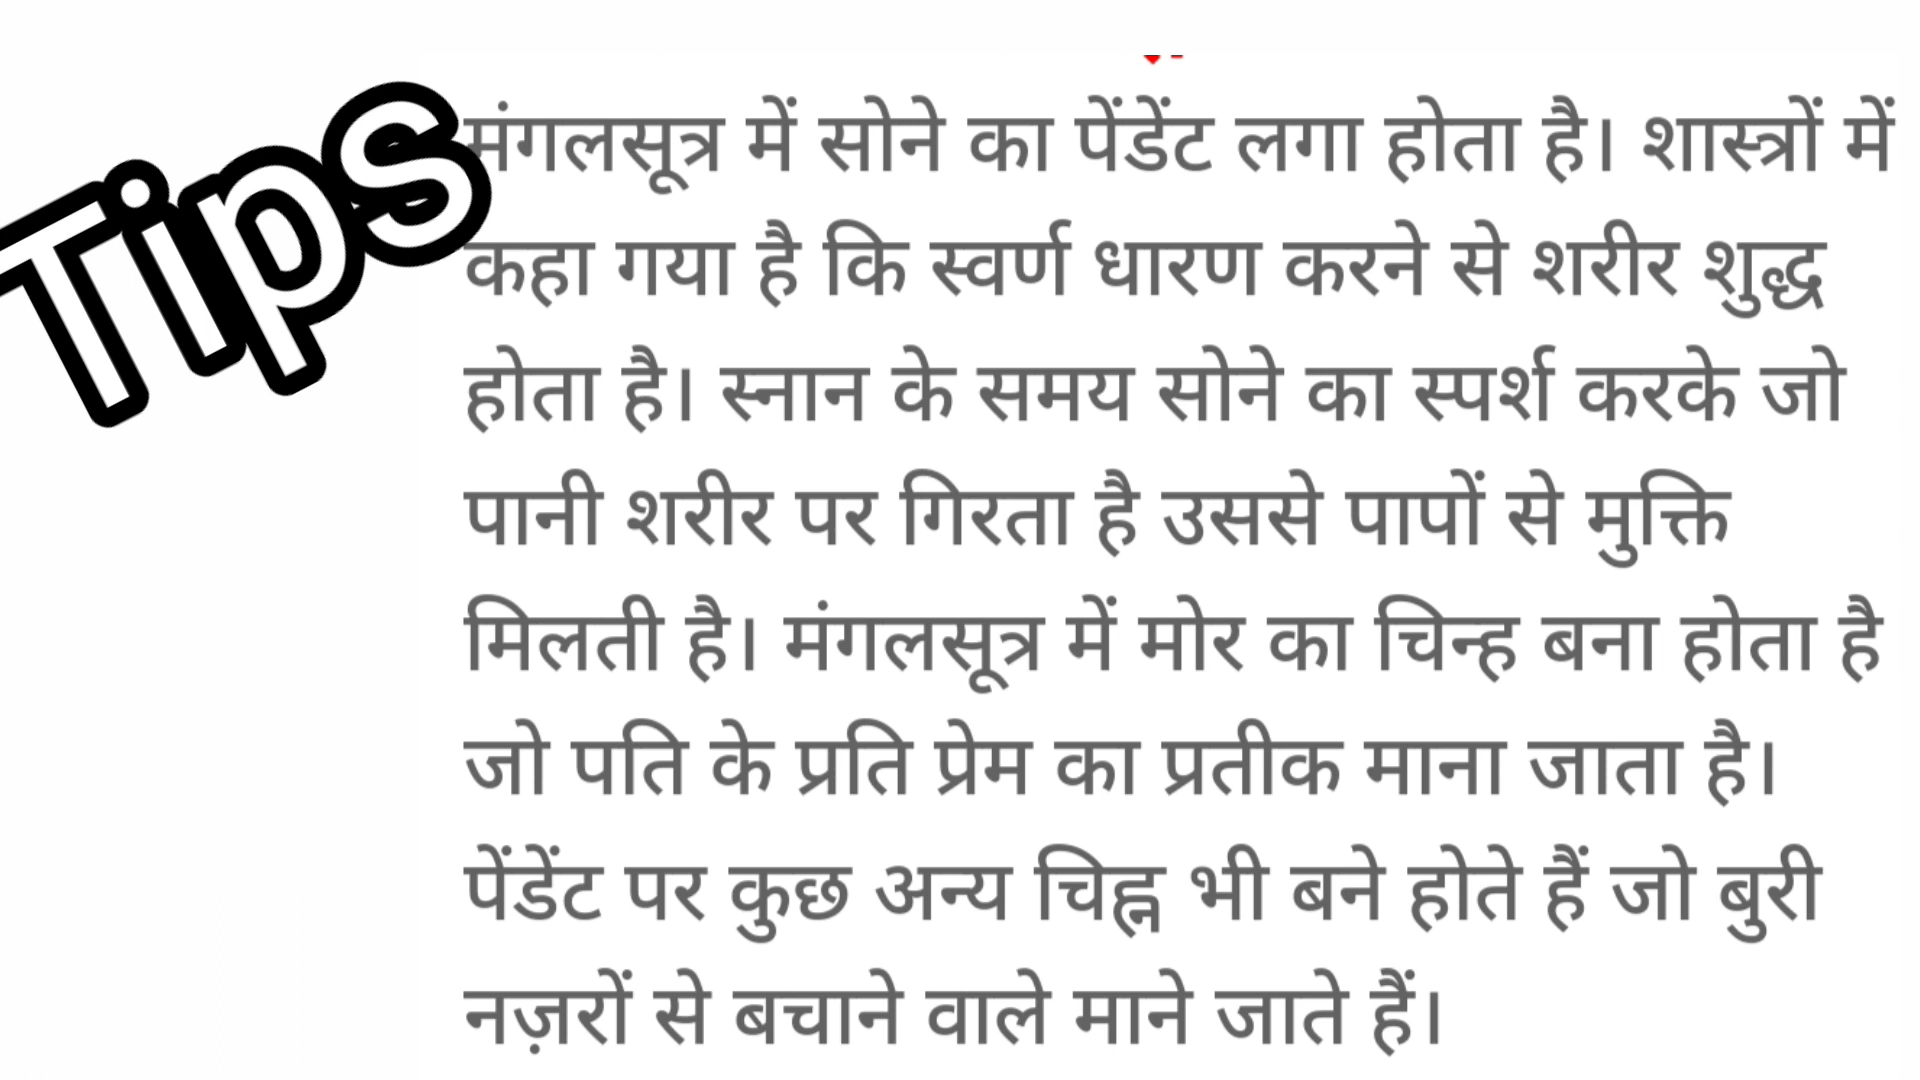 Tips
मंगलसूत्र में सोने का पेंडेंट लगा होता है। शास्त्रों में
कहा गया है कि स्वर्ण धारण करने से शरीर शुद्ध
होता है। स्नान के समय सोने का स्पर्श करके जो
पानी शरीर पर गिरता है उससे पापों से मुक्ति
मिलती है। मंगलसूत्र में मोर का चिन्ह बना होता है
जो पति के प्रति प्रेम का प्रतीक माना जाता है।
पेंडेंट पर कुछ अन्य चिह्न भी बने होते हैं जो बुरी
नज़रों से बचाने वाले माने जाते हैं।